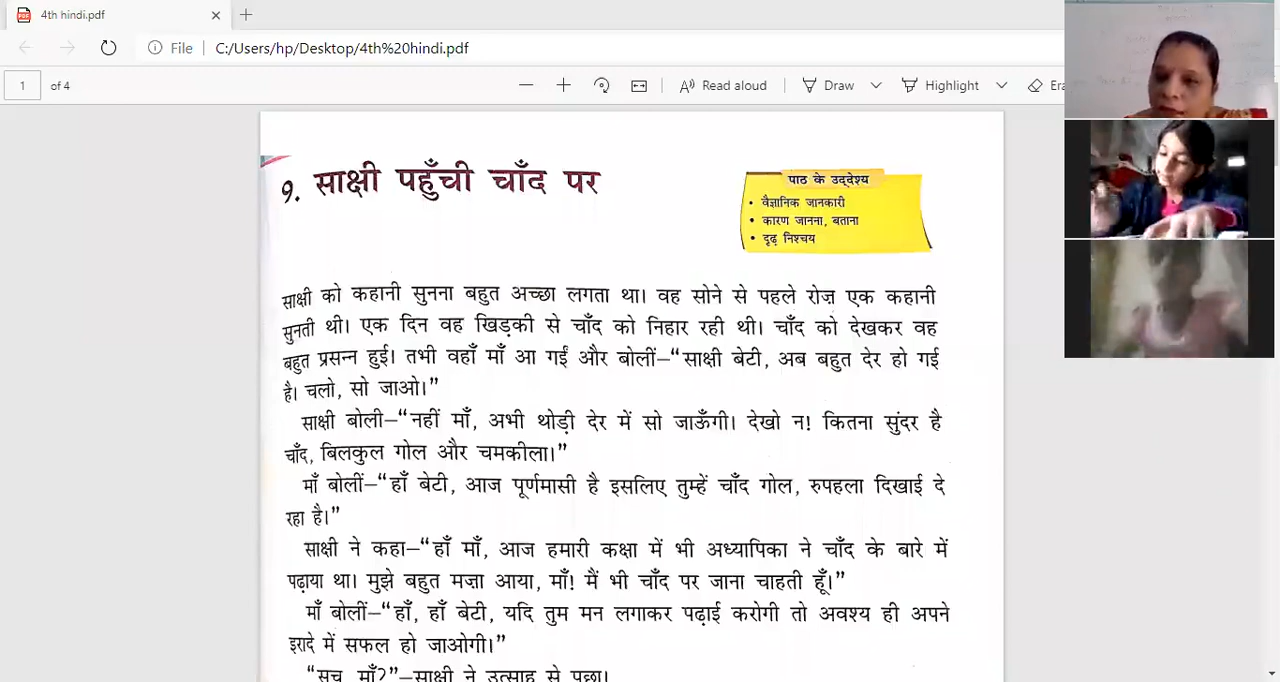 4th hindi.pdf
File
C:/Users/hp/Desktop/4th%20hindi.pdf
1 of 4
Read aloud
Draw
Highlight
9. साक्षी पहुँची चाँद पर
पाठ के उद्देश्य
• वैज्ञानिक जानकारी
• कारण जानना, बताना
• दृढ़ निश्चय
साक्षी को कहानी सुनना बहुत अच्छा लगता था। वह सोने से पहले रोज़ एक कहानी
सुनती थी। एक दिन वह खिड़की से चाँद को निहार रही थी। चाँद को देखकर वह
बहुत प्रसन्न हुई। तभी वहाँ माँ आ गईं और बोलीं–“साक्षी बेटी, अब बहुत देर हो गई
है। चलो, सो जाओ।”
साक्षी बोली–“नहीं माँ, अभी थोड़ी देर में सो जाऊँगी। देखो न! कितना सुंदर है
चाँद, बिलकुल गोल और चमकीला।”
माँ बोलीं–“हाँ बेटी, आज पूर्णमासी है इसलिए तुम्हें चाँद गोल, रुपहला दिखाई दे
रहा है।”
साक्षी ने कहा–“हाँ माँ, आज हमारी कक्षा में भी अध्यापिका ने चाँद के बारे में
पढ़ाया था। मुझे बहुत मज़ा आया, माँ! मैं भी चाँद पर जाना चाहती हूँ।”
माँ बोलीं–“हाँ, हाँ बेटी, यदि तुम मन लगाकर पढ़ाई करोगी तो अवश्य ही अपने
इरादे में सफल हो जाओगी।”
“सच माँ?”–साक्षी ने उत्साह से पूछा।